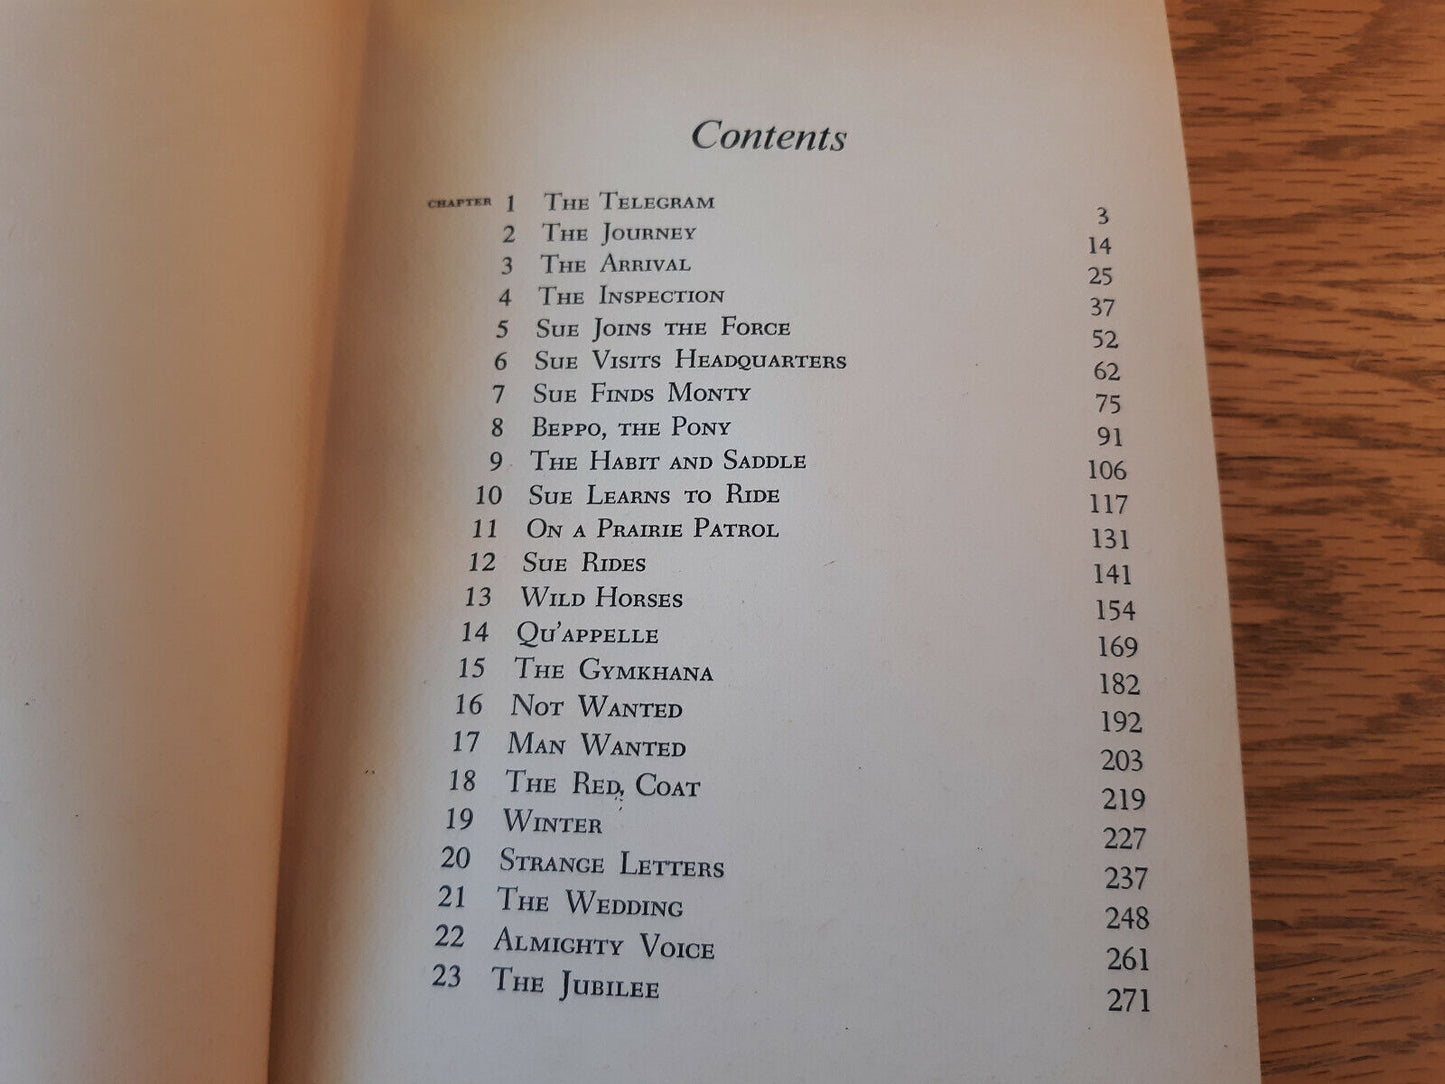 Contents
CHAPTER 1 THE TELEGRAM 3
2 THE JOURNEY 14
3 THE ARRIVAL 25
4 THE INSPECTION 37
5 SUE JOINS THE FORCE 52
6 SUE VISITS HEADQUARTERS 62
7 SUE FINDS MONTY 75
8 BEPPO, THE PONY 91
9 THE HABIT AND SADDLE 106
10 SUE LEARNS TO RIDE 117
11 ON A PRAIRIE PATROL 131
12 SUE RIDES 141
13 WILD HORSES 154
14 QU'APPELLE 169
15 THE GYMKHANA 182
16 NOT WANTED 192
17 MAN WANTED 203
18 THE RED COAT 219
19 WINTER 227
20 STRANGE LETTERS 237
21 THE WEDDING 248
22 ALMIGHTY VOICE 261
23 THE JUBILEE 271